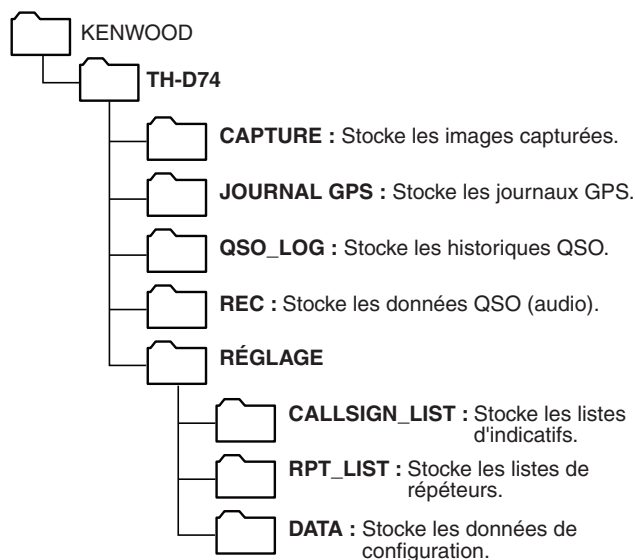 KENWOOD
TH-D74
CAPTURE : Stocke les images capturées.
JOURNAL GPS : Stocke les journaux GPS.
QSO_LOG : Stocke les historiques QSO.
REC : Stocke les données QSO (audio).
RÉGLAGE
CALLSIGN_LIST : Stocke les listes
d'indicatifs.
RPT_LIST : Stocke les listes de
répéteurs.
DATA : Stocke les données de
configuration.